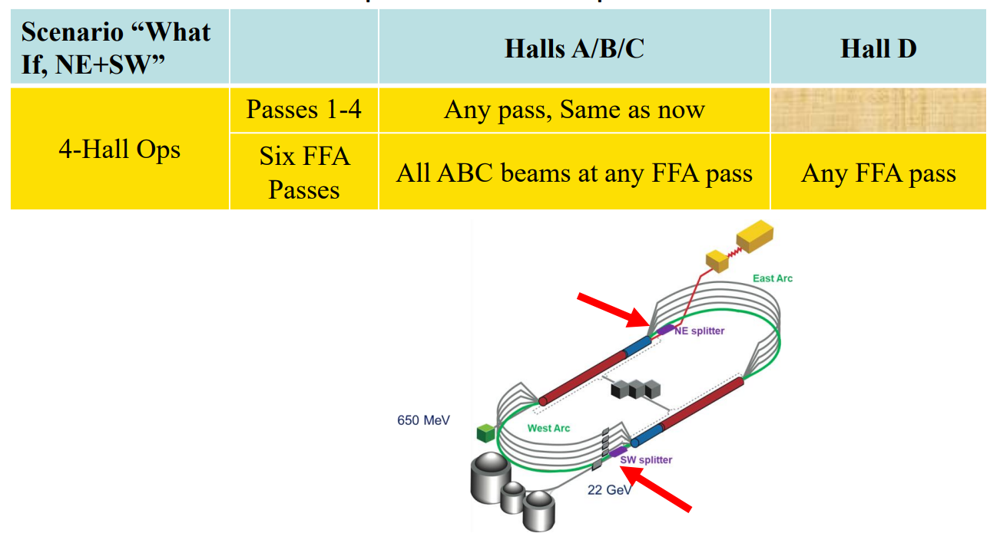 Scenario “What
If, NE+SW”
Halls A/B/C
Hall D
4-Hall Ops
Passes 1-4
Any pass, Same as now
Six FFA
Passes
All ABC beams at any FFA pass
Any FFA pass
East Arc
NE splitter
650 MeV
West Arc
SW splitter
22 GeV